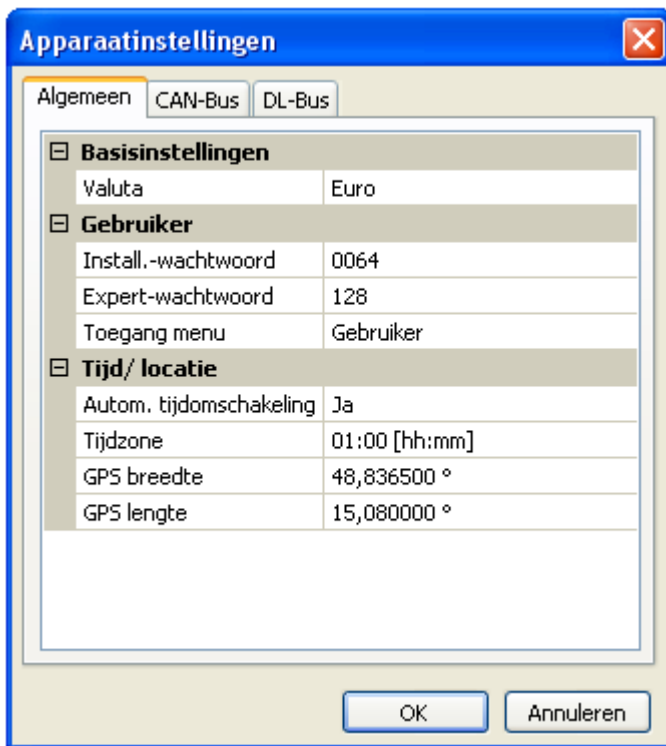 Apparaatinstellingen
Algemeen CAN-Bus DL-Bus
Basisinstellingen
Valuta Euro
Gebruiker
Install.-wachtwoord 0064
Expert-wachtwoord 128
Toegang menu Gebruiker
Tijd/ locatie
Autom. tijdomschakeling Ja
Tijdzone 01:00 [hh:mm]
GPS breedte 48,836500 °
GPS lengte 15,080000 °
OK Annuleren